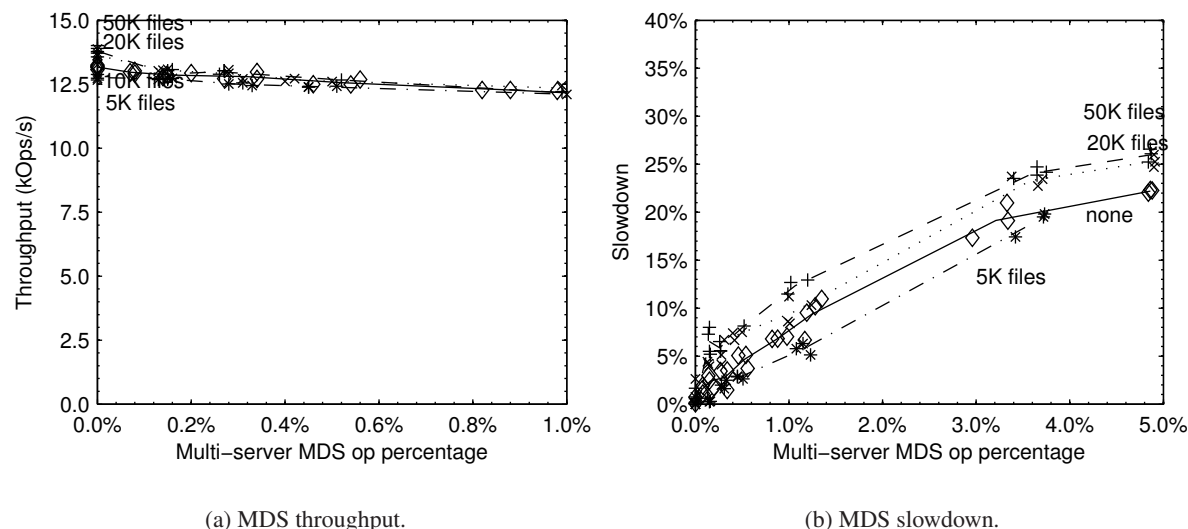 50K files
20K files
10K files
5K files
Throughput (kOps/s)
15.0
12.5
15.0
7.5
5.0
2.5
0.0
0.0% 0.2% 0.4% 0.6% 0.8% 1.0%
Multi−server MDS op percentage
(a) MDS throughput.
50K files
20K files
none
5K files
Slowdown
40%
35%
30%
25%
20%
15%
10%
5%
0%
0.0% 1.0% 2.0% 3.0% 4.0% 5.0%
Multi−server MDS op percentage
(b) MDS slowdown.